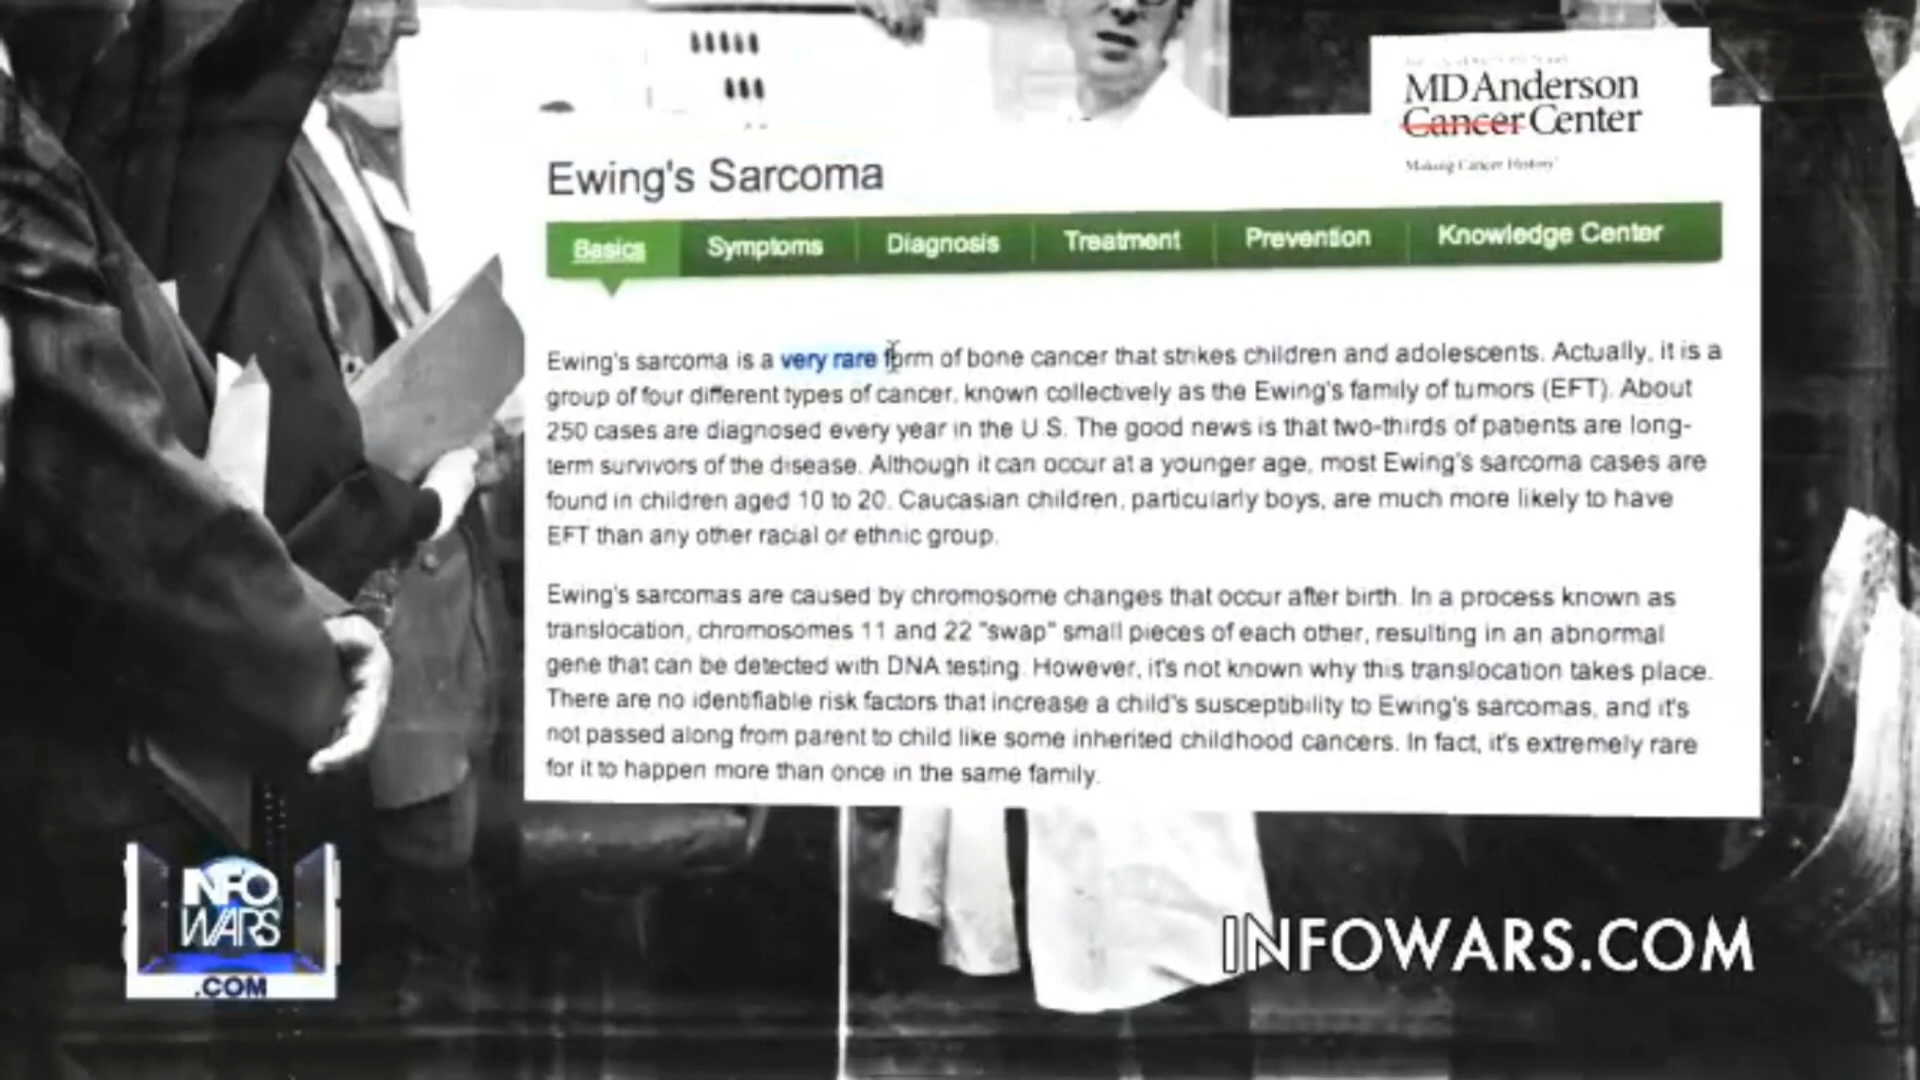 MD Anderson
Cancer Center
Making Cancer History
Ewing's Sarcoma
Basics Symptoms Diagnosis Treatment Prevention Knowledge Center
Ewing's sarcoma is a very rare form of bone cancer that strikes children and adolescents. Actually, it is a
group of four different types of cancer, known collectively as the Ewing's family of tumors (EFT). About
250 cases are diagnosed every year in the U.S. The good news is that two-thirds of patients are long-
term survivors of the disease. Although it can occur at a younger age, most Ewing's sarcoma cases are
found in children aged 10 to 20. Caucasian children, particularly boys, are much more likely to have
EFT than any other racial or ethnic group.
Ewing's sarcomas are caused by chromosome changes that occur after birth. In a process known as
translocation, chromosomes 11 and 22 "swap" small pieces of each other, resulting in an abnormal
gene that can be detected with DNA testing. However, it's not known why this translocation takes place.
There are no identifiable risk factors that increase a child's susceptibility to Ewing's sarcomas, and it's
not passed along from parent to child like some inherited childhood cancers. In fact, it's extremely rare
for it to happen more than once in the same family.
INFO
WARS
.COM
INFOWARS.COM